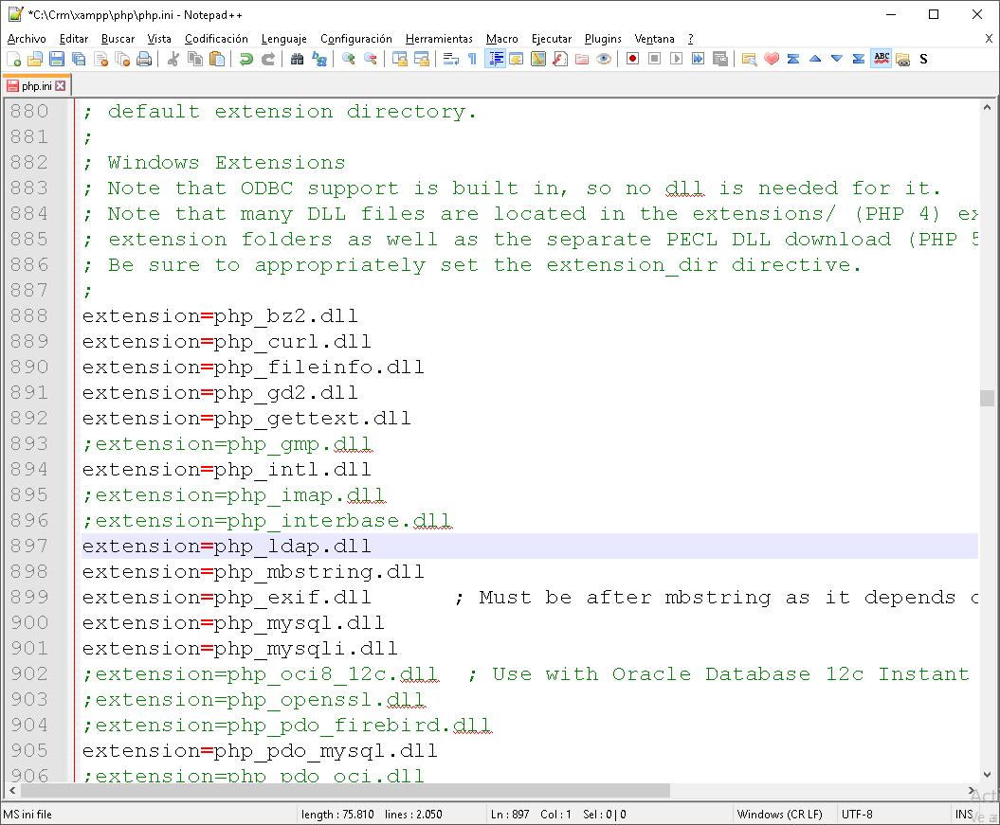 *C:\Crm\xampp\php\php.ini - Notepad++
Archivo Editar Buscar Vista Codificación Lenguaje Configuración Herramientas Macro Ejecutar Plugins Ventana ? X
ABC S
php.ini
880 ; default extension directory.
881 ;
882 ; Windows Extensions
883 ; Note that ODBC support is built in, so no dll is needed for it.
884 ; Note that many DLL files are located in the extensions/ (PHP 4) ex
885 ; extension folders as well as the separate PECL DLL download (PHP 5
886 ; Be sure to appropriately set the extension_dir directive.
887 ;
888 extension=php_bz2.dll
889 extension=php_curl.dll
890 extension=php_fileinfo.dll
891 extension=php_gd2.dll
892 extension=php_gettext.dll
893 ;extension=php_gmp.dll
894 extension=php_intl.dll
895 ;extension=php_imap.dll
896 ;extension=php_interbase.dll
897 extension=php_ldap.dll
898 extension=php_mbstring.dll
899 extension=php_exif.dll ; Must be after mbstring as it depends o
900 extension=php_mysql.dll
901 extension=php_mysqli.dll
902 ;extension=php_oci8_12c.dll ; Use with Oracle Database 12c Instant
903 ;extension=php_openssl.dll
904 ;extension=php_pdo_firebird.dll
905 extension=php_pdo_mysql.dll
906 ;extension=php_pdo_oci.dll
MS ini file length : 75.810 lines : 2.050 Ln : 897 Col : 1 Sel : 0 | 0 Windows (CR LF) UTF-8 INS